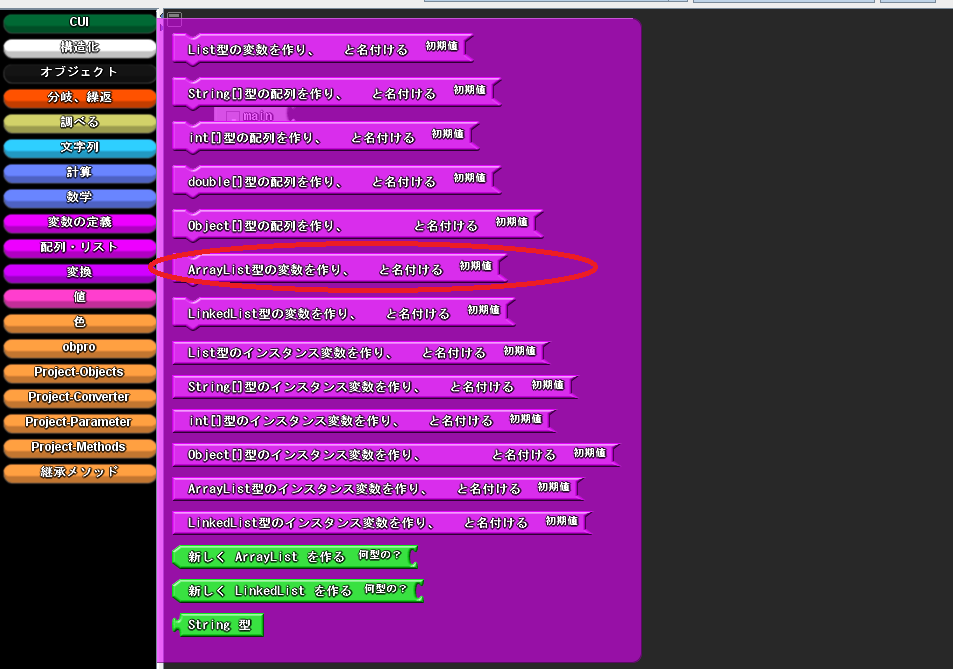 CUI
構造化
オブジェクト
分岐、繰返
調べる
文字列
計算
数学
変数の定義
配列・リスト
変換
値
色
obpro
Project-Objects
Project-Converter
Project-Parameter
Project-Methods
継承メソッド
List型の変数を作り、 と名付ける 初期値
String[]型の配列を作り、 と名付ける 初期値
main
int[]型の配列を作り、 と名付ける 初期値
double[]型の配列を作り、 と名付ける 初期値
Object[]型の配列を作り、 と名付ける 初期値
ArrayList型の変数を作り、 と名付ける 初期値
LinkedList型の変数を作り、 と名付ける 初期値
List型のインスタンス変数を作り、 と名付ける 初期値
String[]型のインスタンス変数を作り、 と名付ける 初期値
int[]型のインスタンス変数を作り、 と名付ける 初期値
Object[]型のインスタンス変数を作り、 と名付ける 初期値
ArrayList型のインスタンス変数を作り、 と名付ける 初期値
LinkedList型のインスタンス変数を作り、 と名付ける 初期値
新しく ArrayList を作る 何型の？
新しく LinkedList を作る 何型の？
String 型